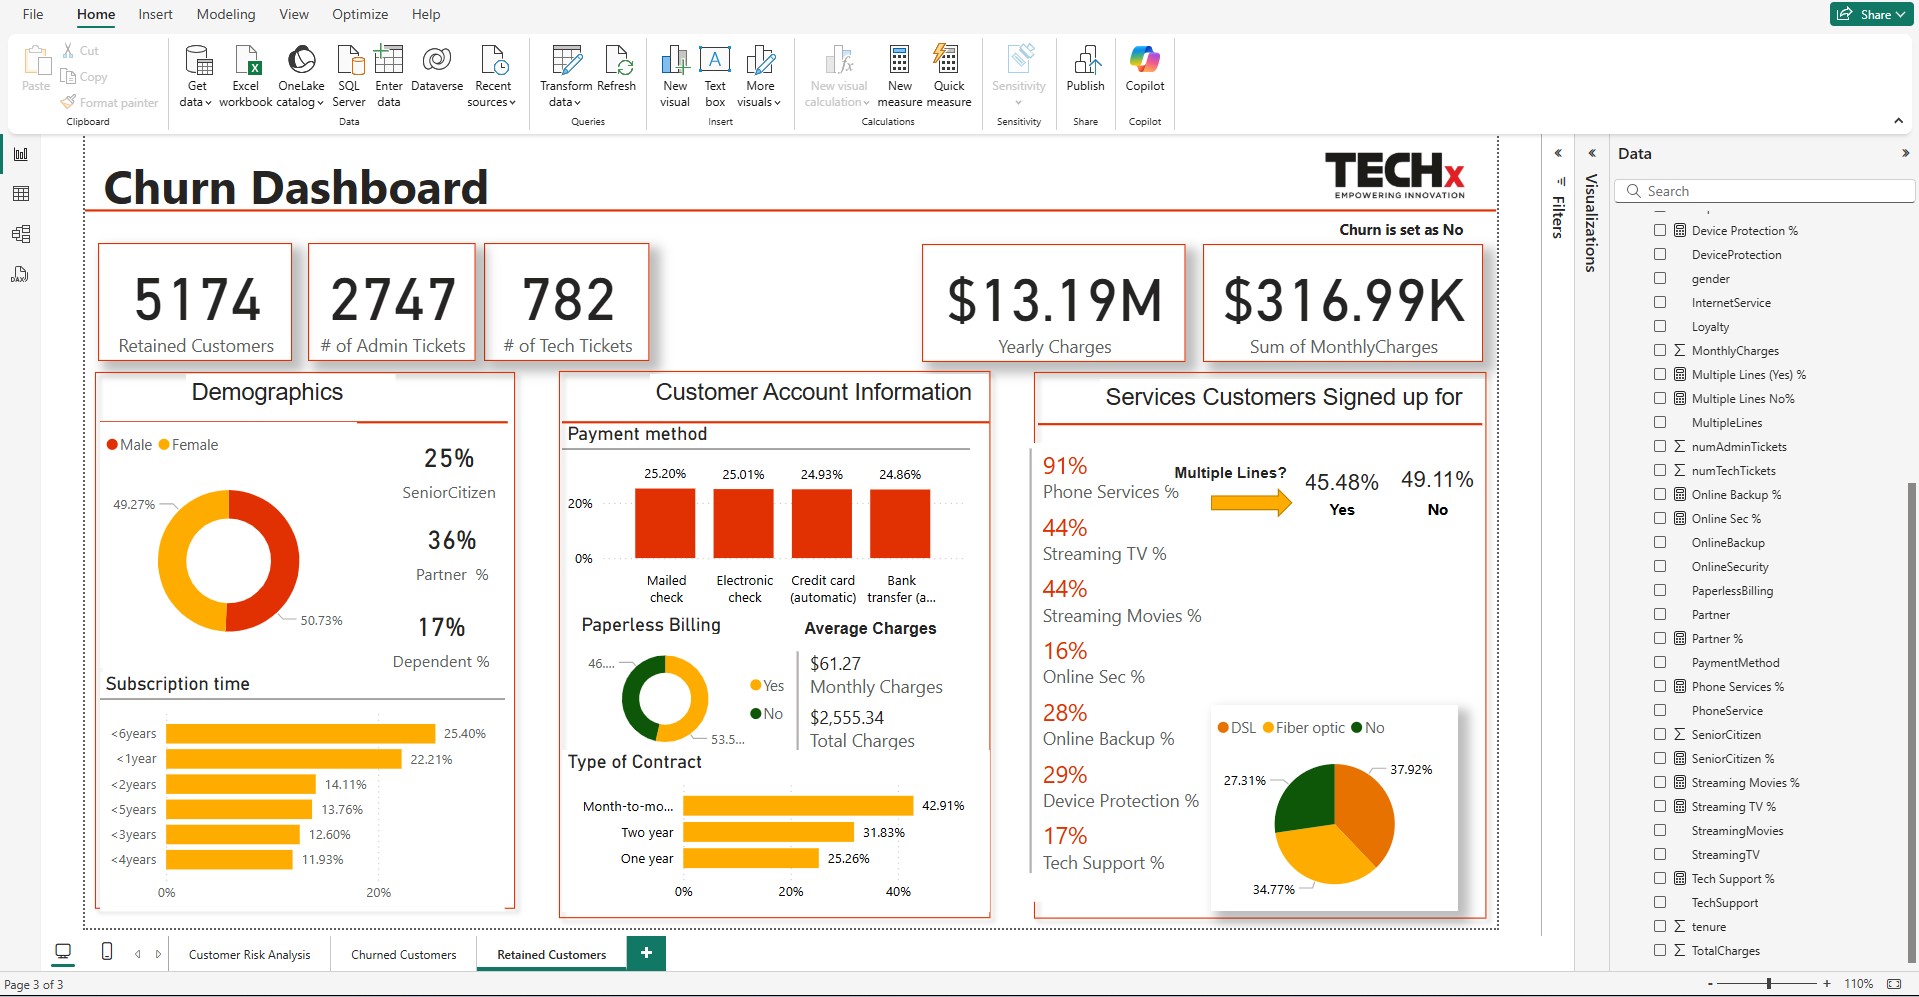 File Home Insert Modeling View Optimize Help
Share
Paste
Cut
Copy
Format painter
Clipboard
Get data
Excel workbook
OneLake catalog
SQL Server
Enter data
Dataverse
Recent sources
Data
Transform data
Refresh
Queries
New visual
Text box
More visuals
Insert
New visual calculation
New measure
Quick measure
Calculations
Sensitivity
Sensitivity
Publish
Share
Copilot
Copilot
Churn Dashboard
TECHx
EMPOWERING INNOVATION
Churn is set as No
5174
Retained Customers
2747
# of Admin Tickets
782
# of Tech Tickets
$13.19M
Yearly Charges
$316.99K
Sum of MonthlyCharges
Demographics
Male Female
49.27%
50.73%
25%
SeniorCitizen
36%
Partner %
17%
Dependent %
Subscription time
<6years 25.40%
<1year 22.21%
<2years 14.11%
<5years 13.76%
<3years 12.60%
<4years 11.93%
0% 20%
Customer Account Information
Payment method
25.20% 25.01% 24.93% 24.86%
20%
0%
Mailed check
Electronic check
Credit card (automatic)
Bank transfer (a...
Paperless Billing
46....
53.5...
Yes
No
Average Charges
$61.27
Monthly Charges
$2,555.34
Total Charges
Type of Contract
Month-to-mo... 42.91%
Two year 31.83%
One year 25.26%
0% 20% 40%
Services Customers Signed up for
91%
Phone Services %
Multiple Lines?
45.48%
Yes
49.11%
No
44%
Streaming TV %
44%
Streaming Movies %
16%
Online Sec %
28%
Online Backup %
29%
Device Protection %
17%
Tech Support %
DSL Fiber optic No
37.92%
27.31%
34.77%
Filters
Visualizations
Data
Search
Device Protection %
DeviceProtection
gender
InternetService
Loyalty
MonthlyCharges
Multiple Lines (Yes) %
Multiple Lines No%
MultipleLines
numAdminTickets
numTechTickets
Online Backup %
Online Sec %
OnlineBackup
OnlineSecurity
PaperlessBilling
Partner
Partner %
PaymentMethod
Phone Services %
PhoneService
SeniorCitizen
SeniorCitizen %
Streaming Movies %
Streaming TV %
StreamingMovies
StreamingTV
Tech Support %
TechSupport
tenure
TotalCharges
Customer Risk Analysis
Churned Customers
Retained Customers
Page 3 of 3
- + 110%